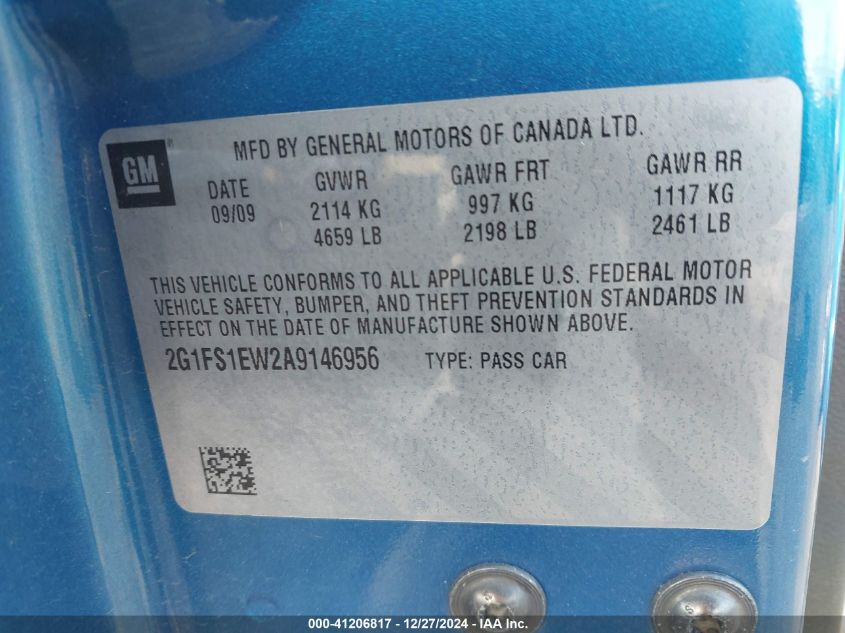 GM
MFD BY GENERAL MOTORS OF CANADA LTD.
DATE GVWR GAWR FRT GAWR RR
09/09 2114 KG 997 KG 1117 KG
4659 LB 2198 LB 2461 LB
THIS VEHICLE CONFORMS TO ALL APPLICABLE U.S. FEDERAL MOTOR
VEHICLE SAFETY, BUMPER, AND THEFT PREVENTION STANDARDS IN
EFFECT ON THE DATE OF MANUFACTURE SHOWN ABOVE.
2G1FS1EW2A9146956 TYPE: PASS CAR
000-41206817 - 12/27/2024 - IAA Inc.